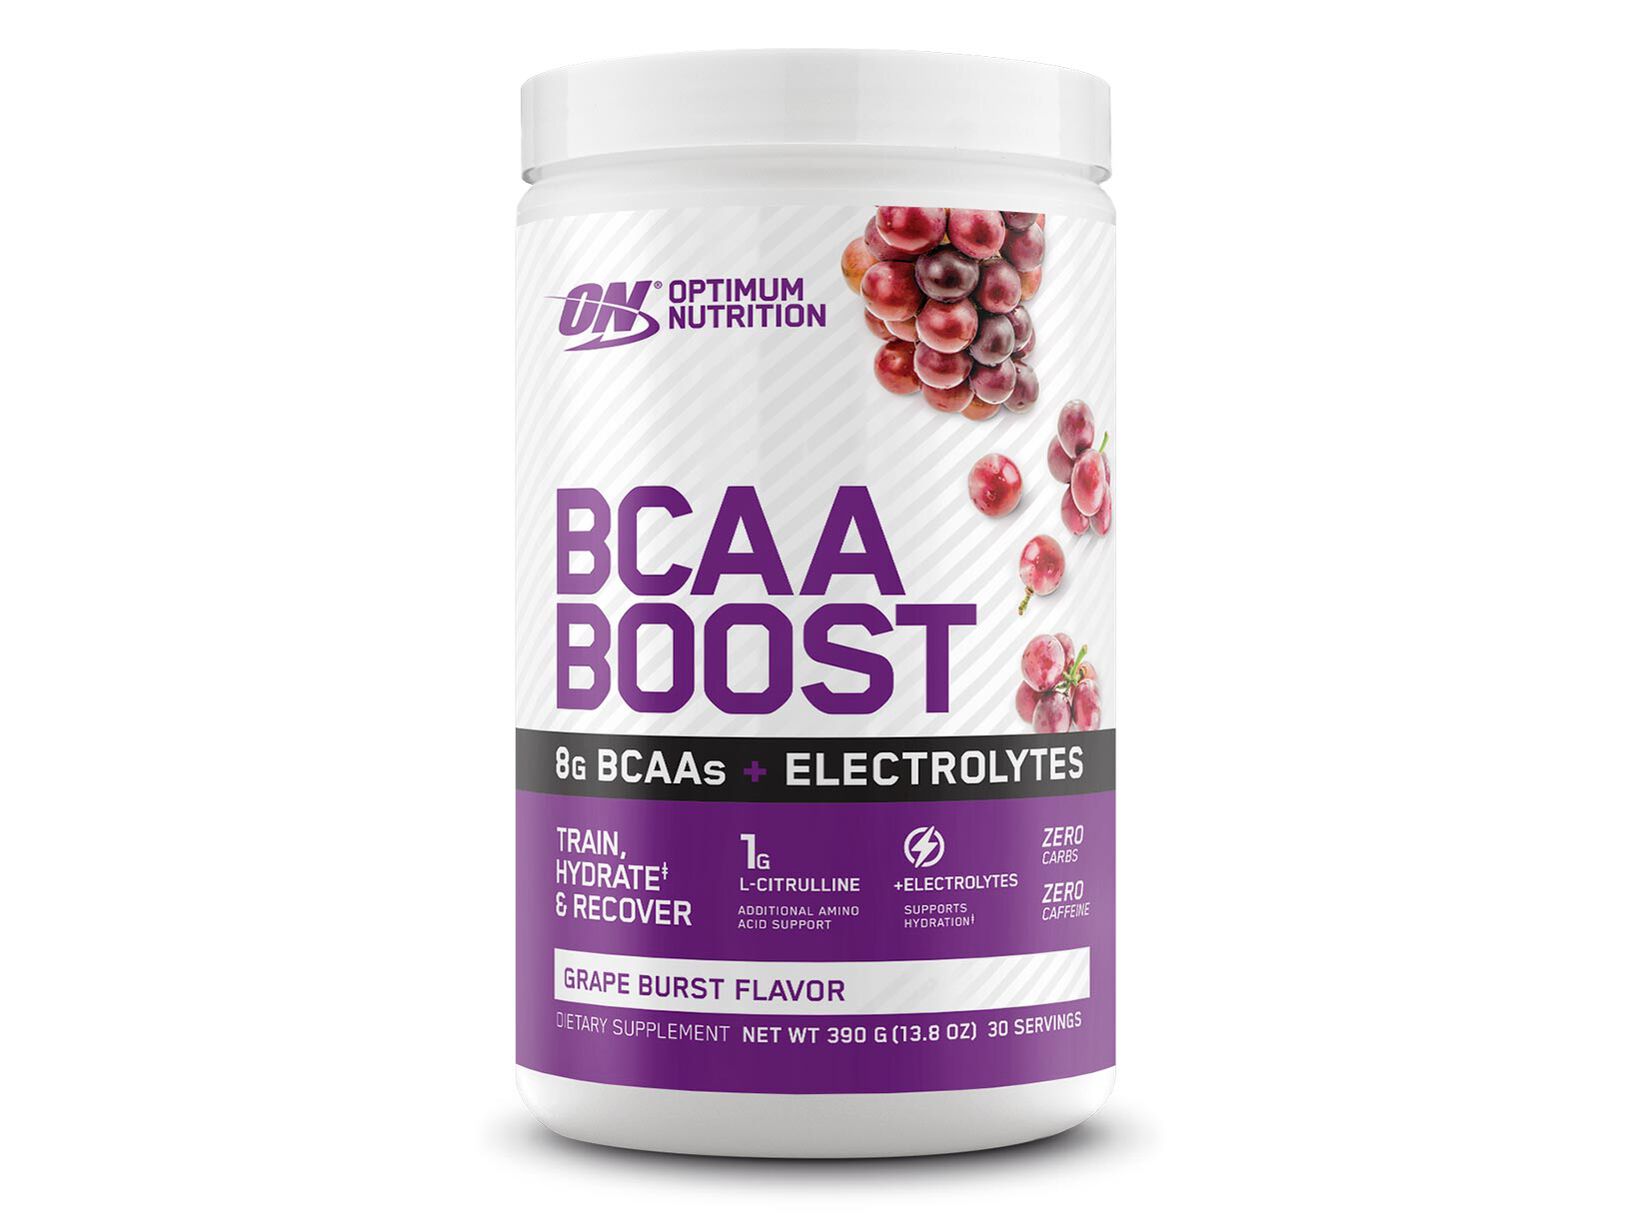 ON® OPTIMUM
NUTRITION
BCAA
BOOST
8G BCAAs + ELECTROLYTES
TRAIN,
HYDRATE‡
& RECOVER
1G
L-CITRULLINE
ADDITIONAL AMINO
ACID SUPPORT
+ELECTROLYTES
SUPPORTS
HYDRATION‡
ZERO
CARBS
ZERO
CAFFEINE
GRAPE BURST FLAVOR
DIETARY SUPPLEMENT NET WT 390 G (13.8 OZ) 30 SERVINGS